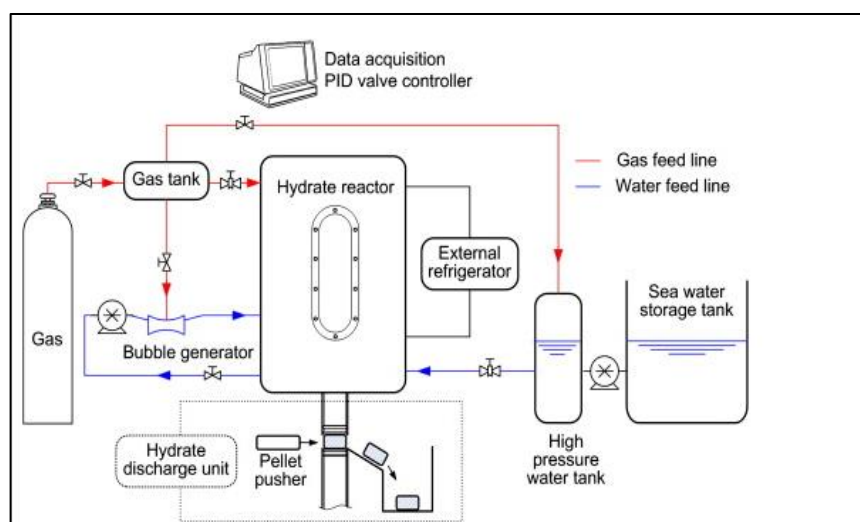 Data acquisition
PID valve controller
Gas feed line
Water feed line
Gas tank
Hydrate reactor
External
refrigerator
Sea water
storage tank
Gas
Bubble generator
High
pressure
water tank
Hydrate
discharge unit
Pellet
pusher